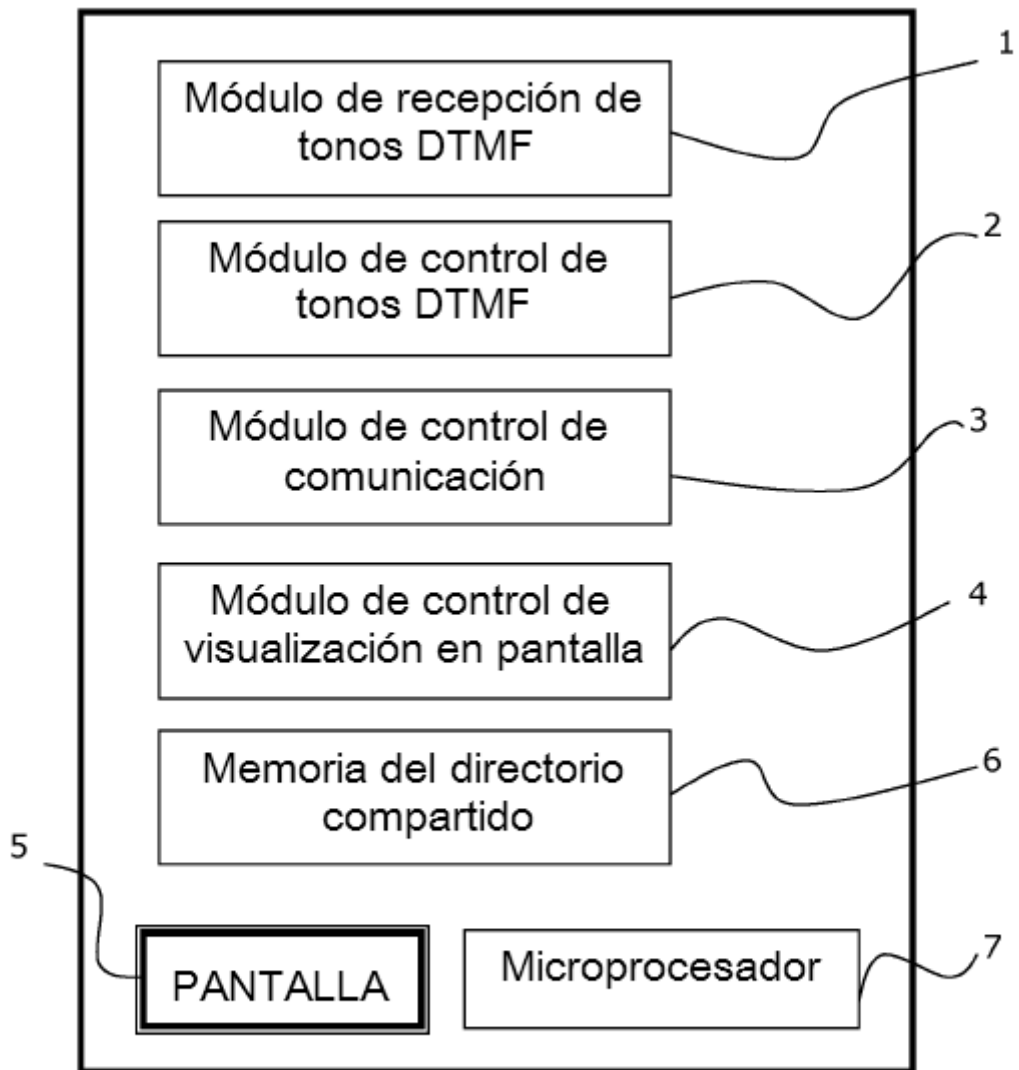 1
Módulo de recepción de
tonos DTMF
2
Módulo de control de
tonos DTMF
3
Módulo de control de
comunicación
4
Módulo de control de
visualización en pantalla
6
Memoria del directorio
compartido
5
PANTALLA
Microprocesador
7